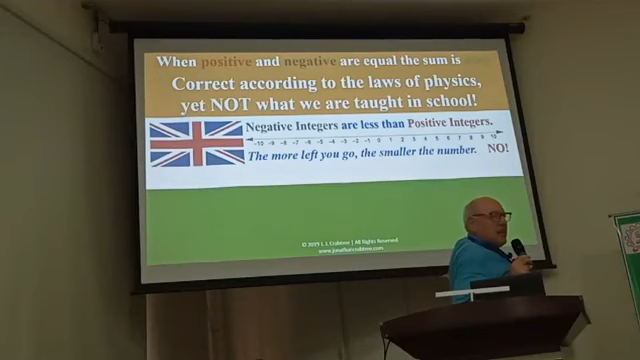 When positive and negative are equal the sum is
Correct according to the laws of physics,
yet NOT what we are taught in school!
Negative Integers are less than Positive Integers.
-10 -9 -8 -7 -6 -5 -4 -3 -2 -1 0 1 2 3 4 5 6 7 8 9 10
The more left you go, the smaller the number. NO!
© 2019 J. J. Crabtree | All Rights Reserved.
www.jonathancrabtree.com